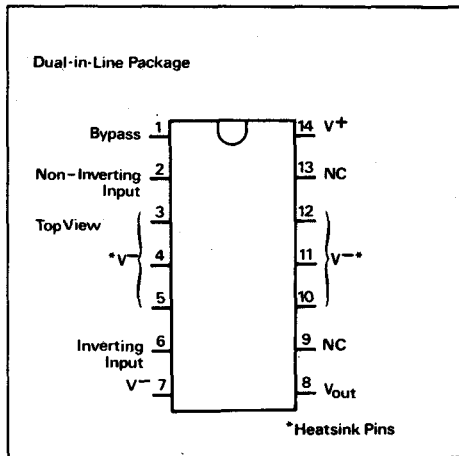 Dual-in-Line Package
Bypass 1
14 V+
Non-Inverting
Input
2
13 NC
Top View
3
*V− 4
5
12
11 V−*
10
Inverting
Input
6
9 NC
V− 7
8 Vout
*Heatsink Pins